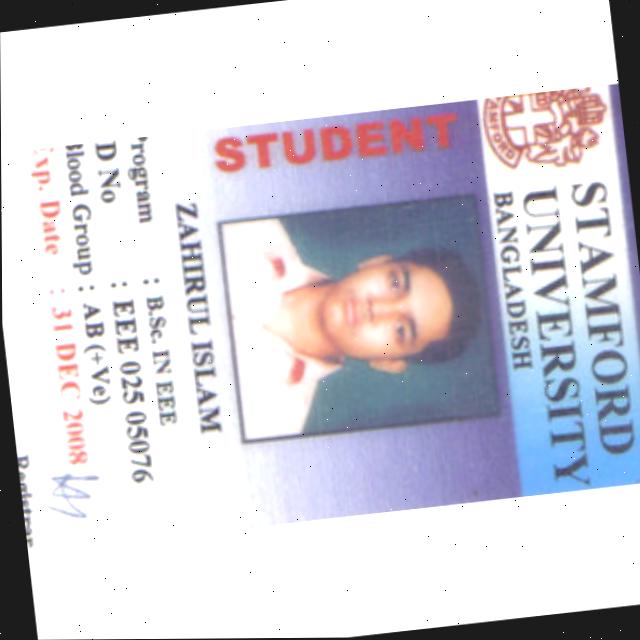 STAMFORD
UNIVERSITY
BANGLADESH
STUDENT
ZAHIRUL ISLAM
rogram : B.Sc. IN EEE
D No : EEE 025 05076
lood Group : AB (+Ve)
xp. Date : 31 DEC 2008
Registrar